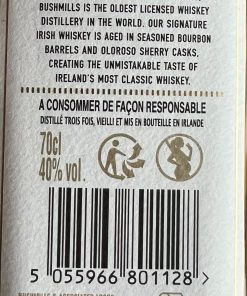 BUSHMILLS IS THE OLDEST LICENSED WHISKEY
DISTILLERY IN THE WORLD. OUR SIGNATURE
IRISH WHISKEY IS AGED IN SEASONED BOURBON
BARRELS AND OLOROSO SHERRY CASKS,
CREATING THE UNMISTAKABLE TASTE OF
IRELAND'S MOST CLASSIC WHISKEY.
A CONSOMMER DE FAÇON RESPONSABLE
DISTILLÉ TROIS FOIS, VIEILLI ET MIS EN BOUTEILLE EN IRLANDE
70cl
40% vol.
5 055966 801128 >